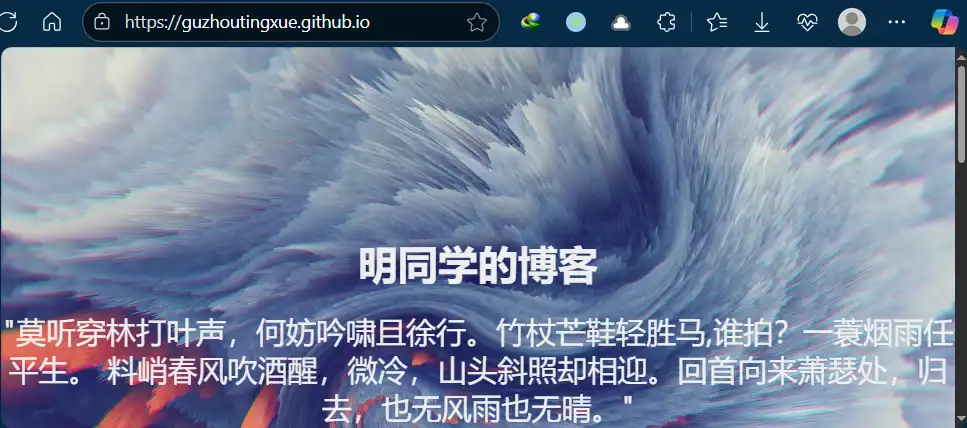 https://guzhoutingxue.github.io
明同学的博客
"莫听穿林打叶声，何妨吟啸且徐行。竹杖芒鞋轻胜马,谁拍？一蓑烟雨任
平生。 料峭春风吹酒醒，微冷，山头斜照却相迎。回首向来萧瑟处，归
去，也无风雨也无晴。"